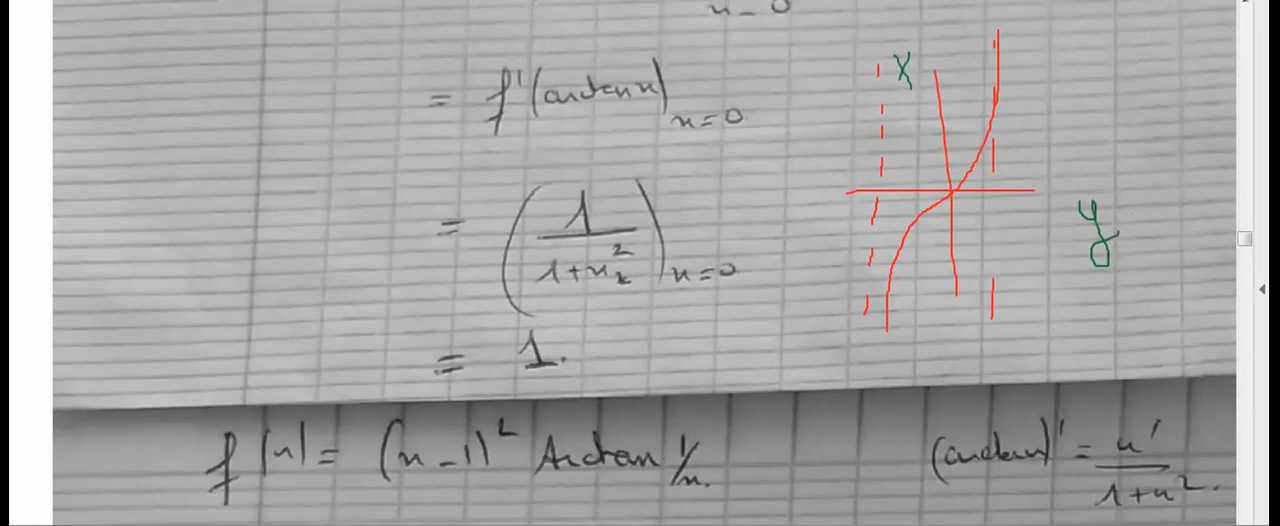 = f'(arctan x)x=0
x
= (1/(1+x²))x=0
y
= 1.
f(x) = (x-1)² Arctan 1/x.
(arctan)' = u'/(1+u²).